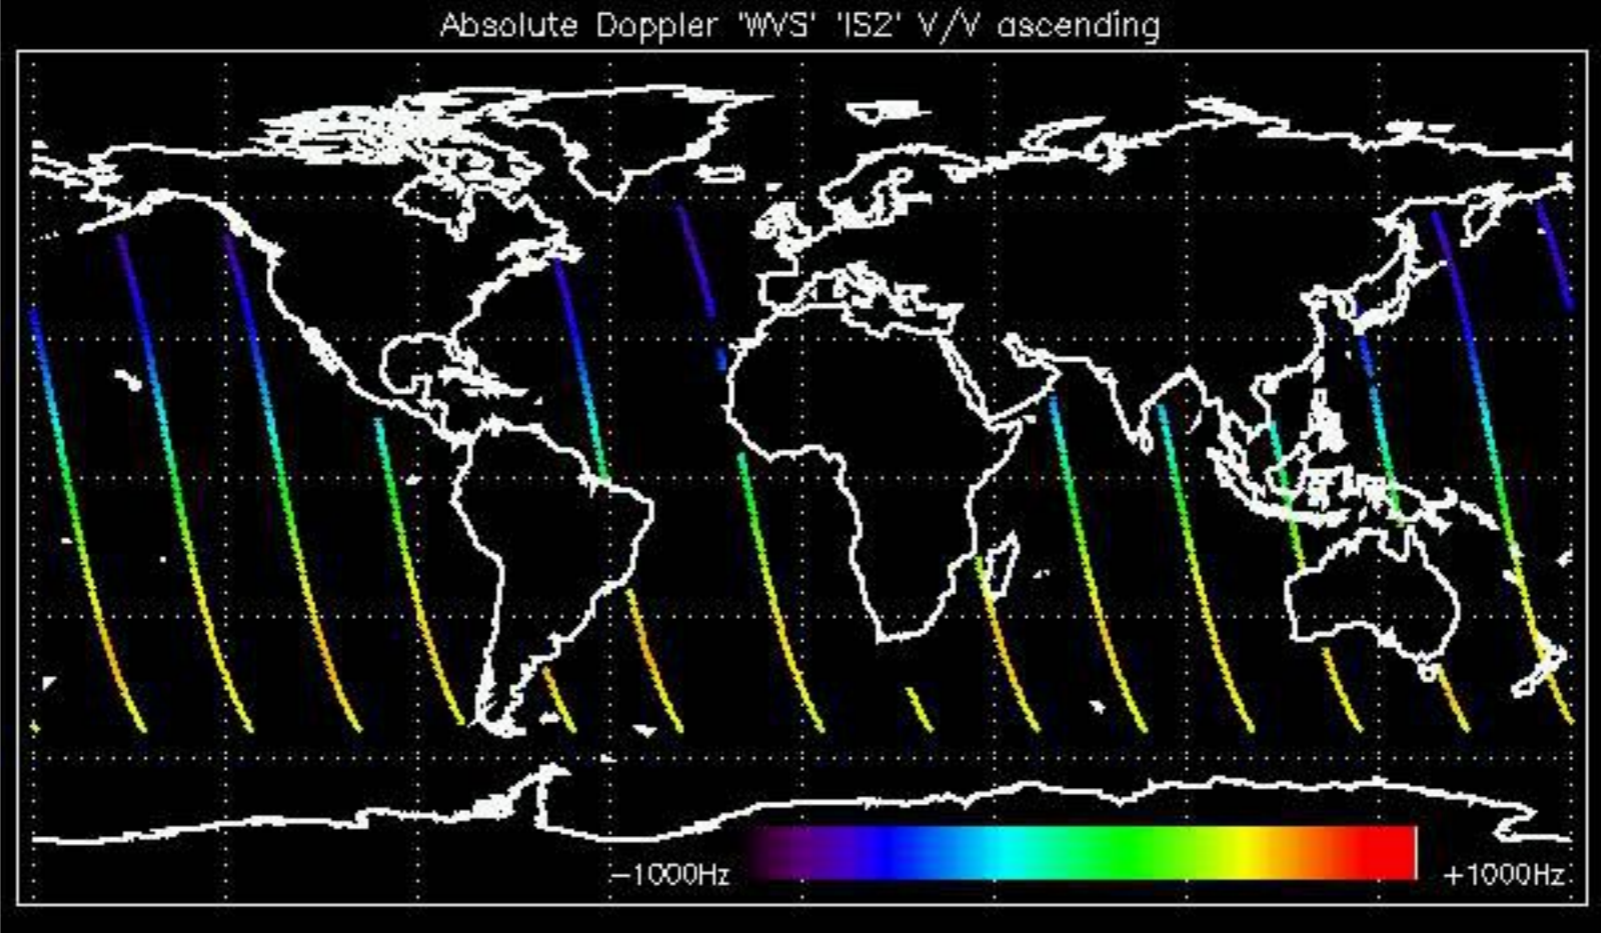 Absolute Doppler 'WVS' 'IS2' V/V ascending
−1000Hz
+1000Hz